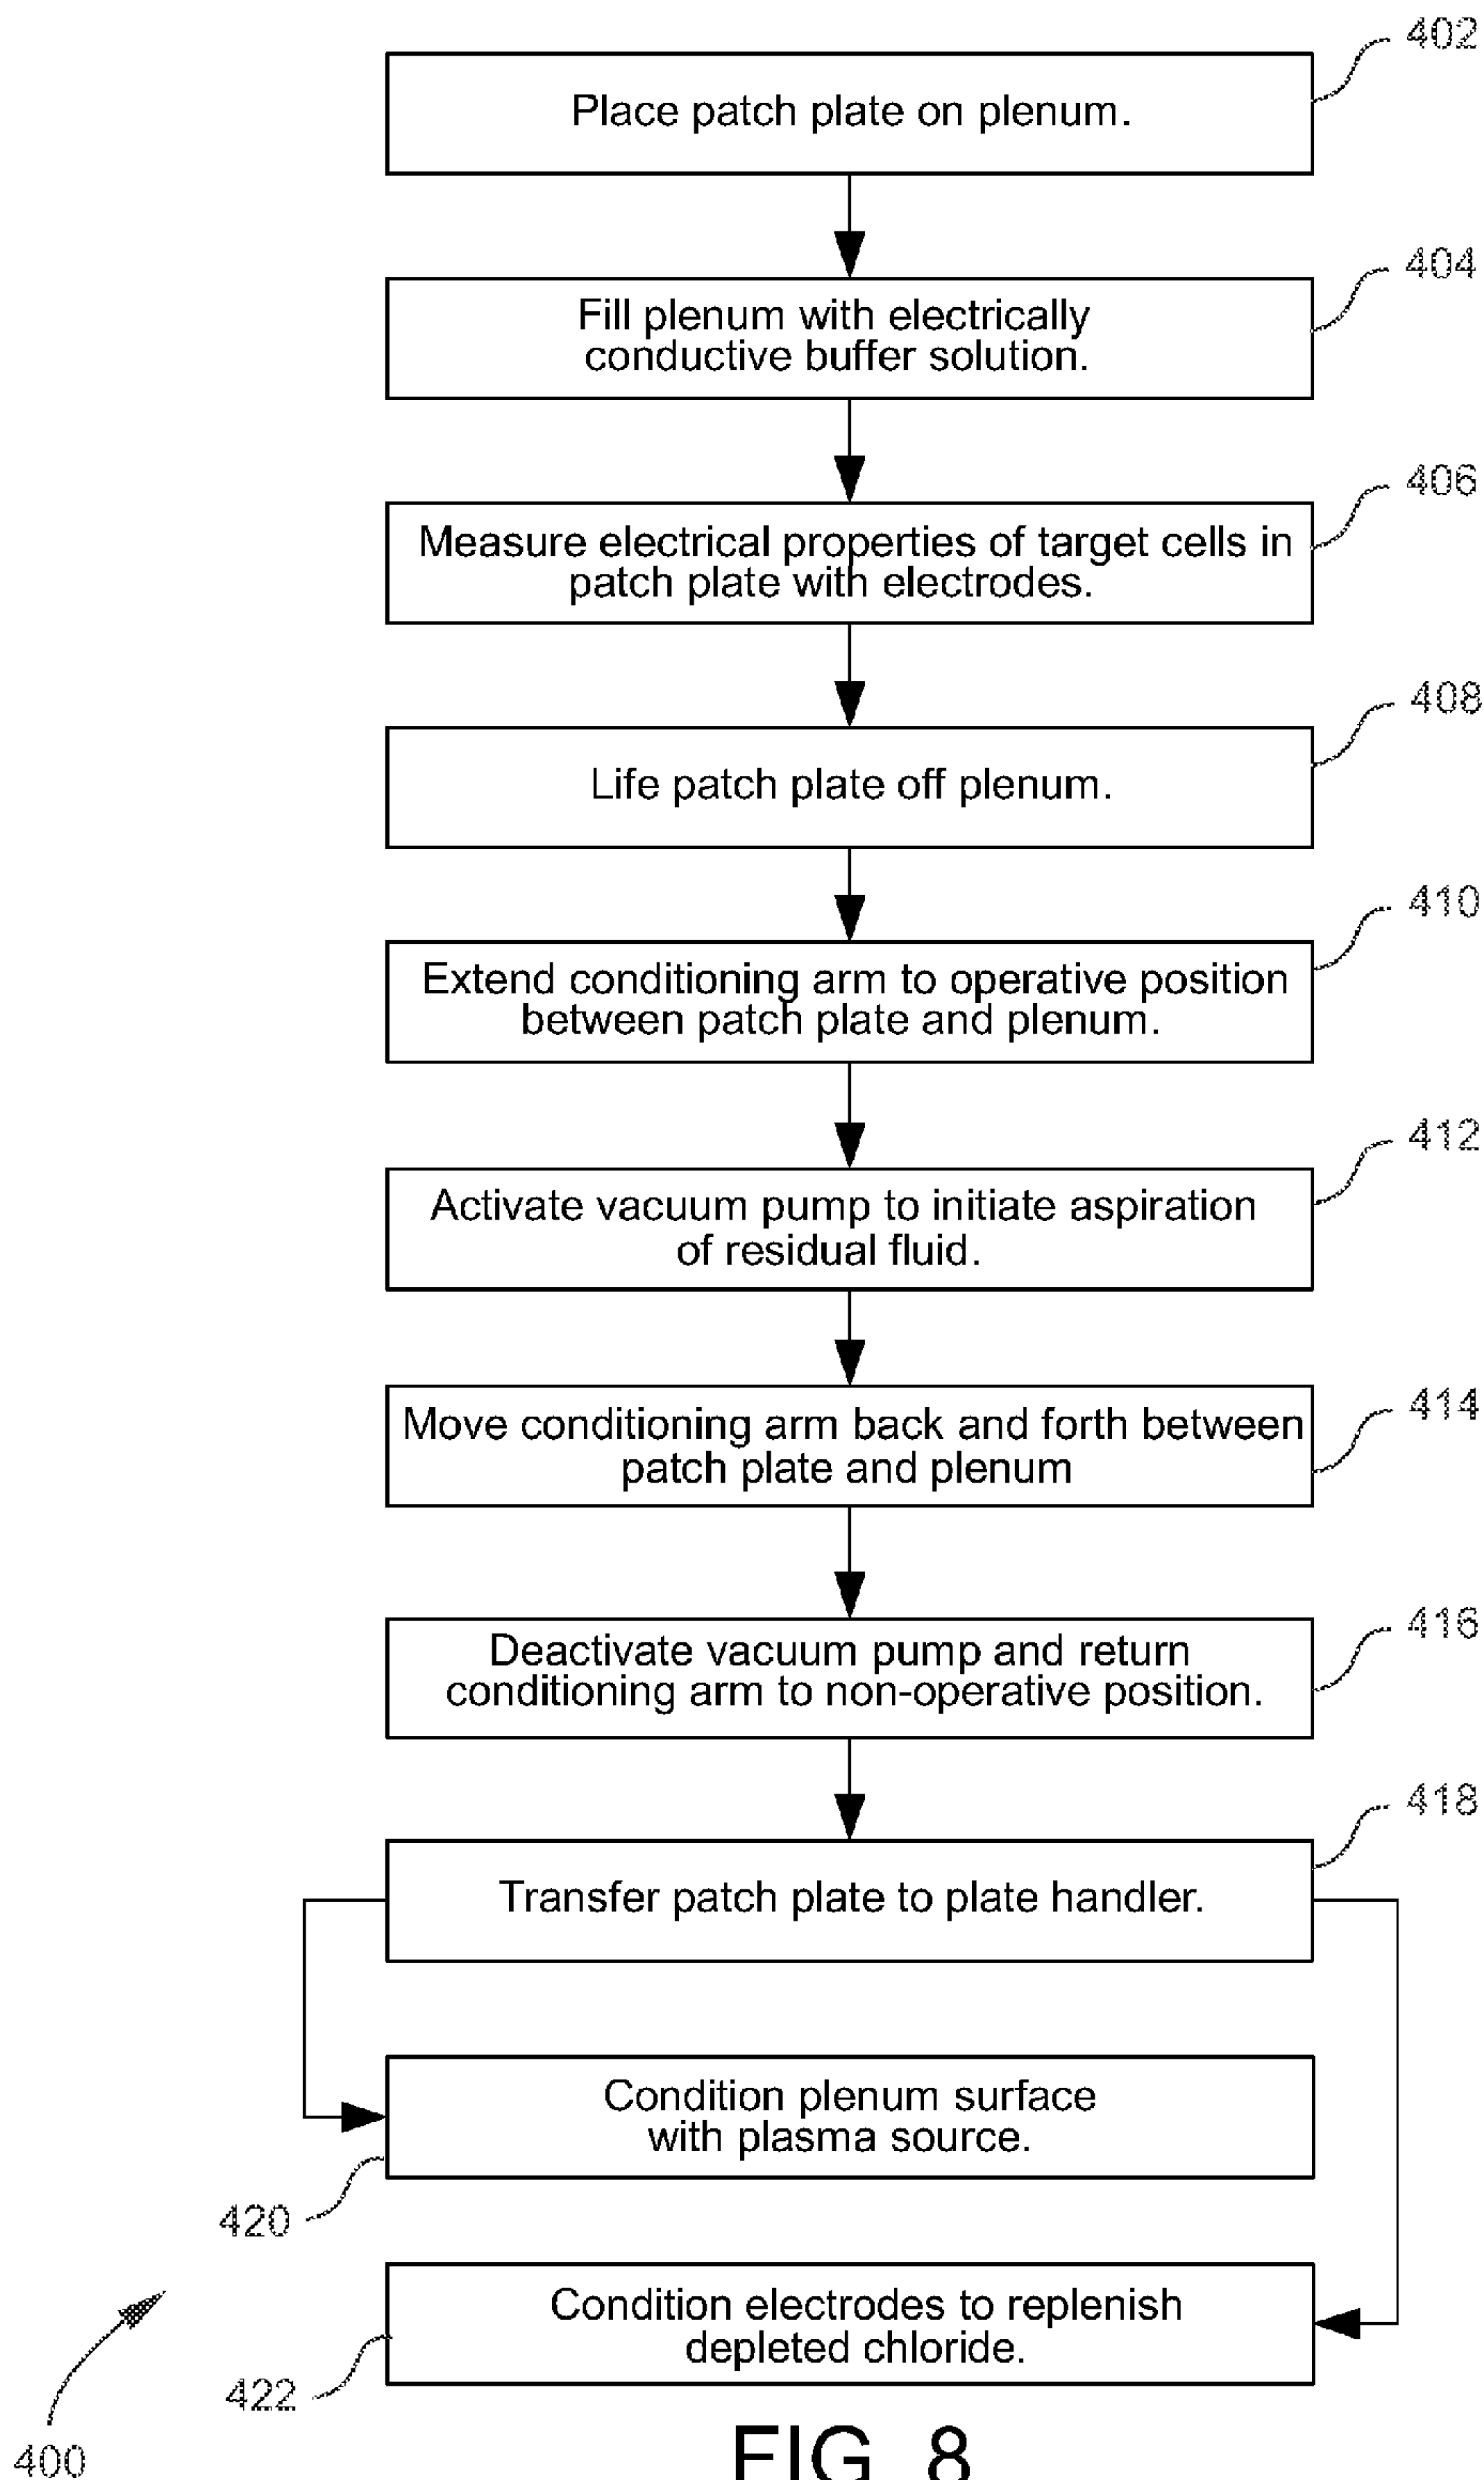 402
Place patch plate on plenum.
404
Fill plenum with electrically
conductive buffer solution.
406
Measure electrical properties of target cells in
patch plate with electrodes.
408
Life patch plate off plenum.
410
Extend conditioning arm to operative position
between patch plate and plenum.
412
Activate vacuum pump to initiate aspiration
of residual fluid.
414
Move conditioning arm back and forth between
patch plate and plenum
416
Deactivate vacuum pump and return
conditioning arm to non-operative position.
418
Transfer patch plate to plate handler.
Condition plenum surface
with plasma source.
420
Condition electrodes to replenish
depleted chloride.
422
400
FIG. 8